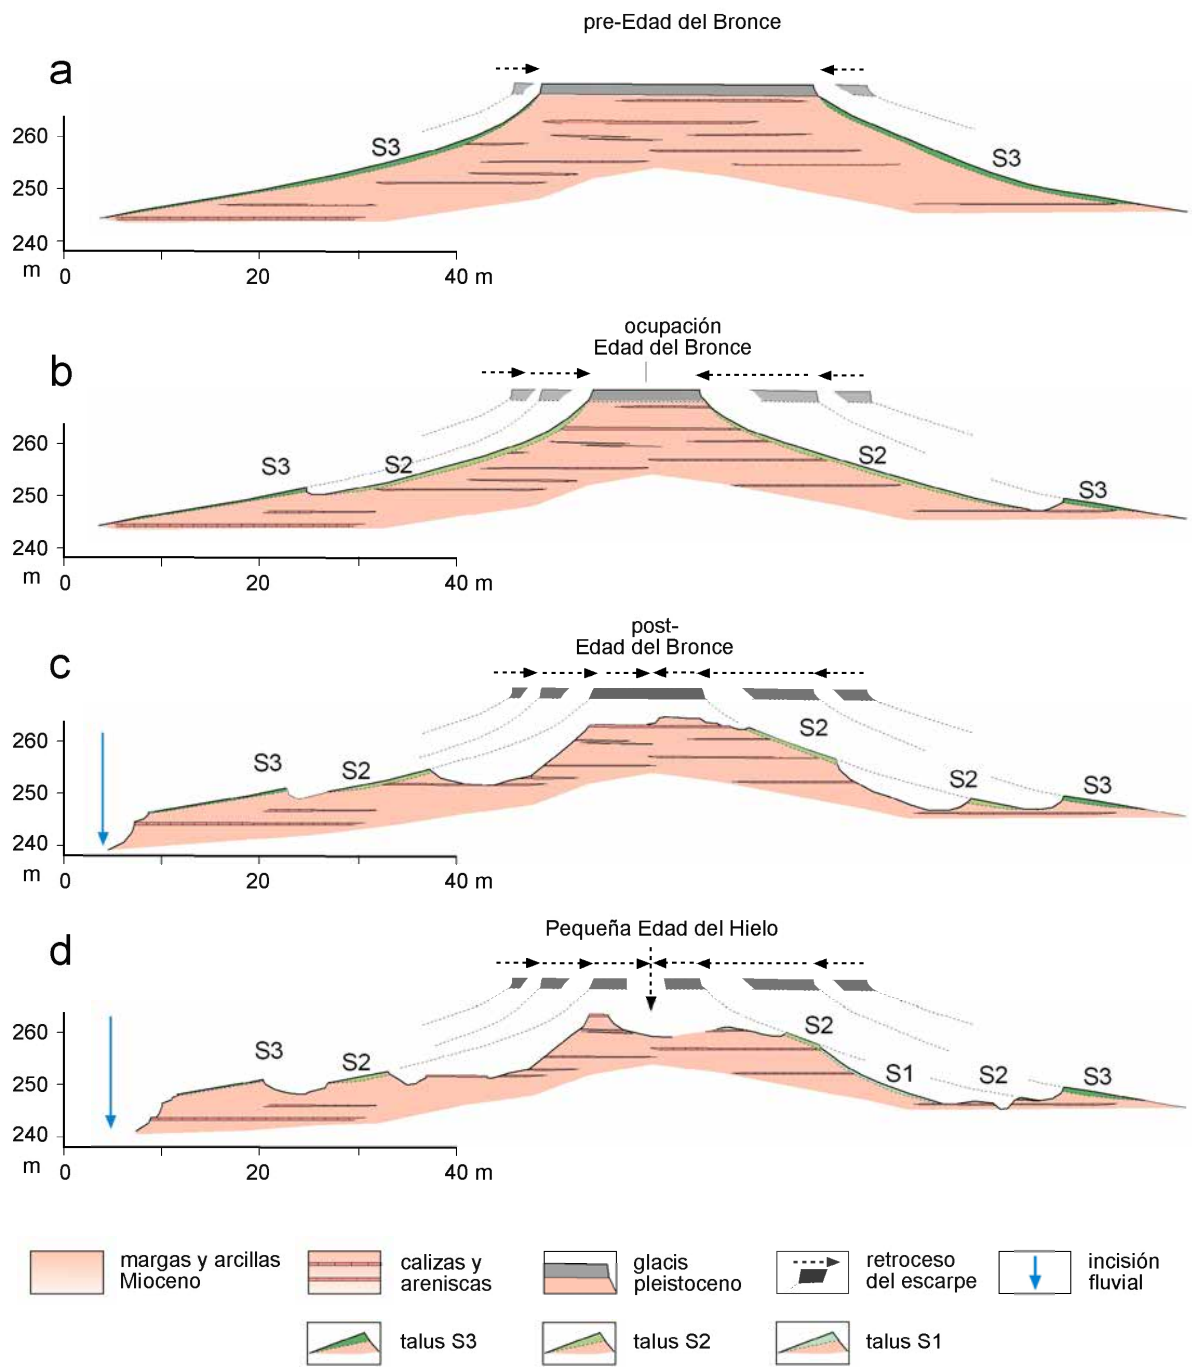 pre-Edad del Bronce
a
260
S3
S3
250
240
m
0
20
40 m
ocupación
Edad del Bronce
b
260
S3
S2
S2
250
S3
240
m
0
20
40 m
post-
Edad del Bronce
c
260
S2
S3
S2
S2
S3
250
240
m
0
20
40 m
Pequeña Edad del Hielo
d
260
S2
S3
S2
S1
S2
S3
250
240
m
0
20
40 m
margas y arcillas
Mioceno
calizas y
areniscas
glacis
pleistoceno
retroceso
del escarpe
incisión
fluvial
talus S3
talus S2
talus S1